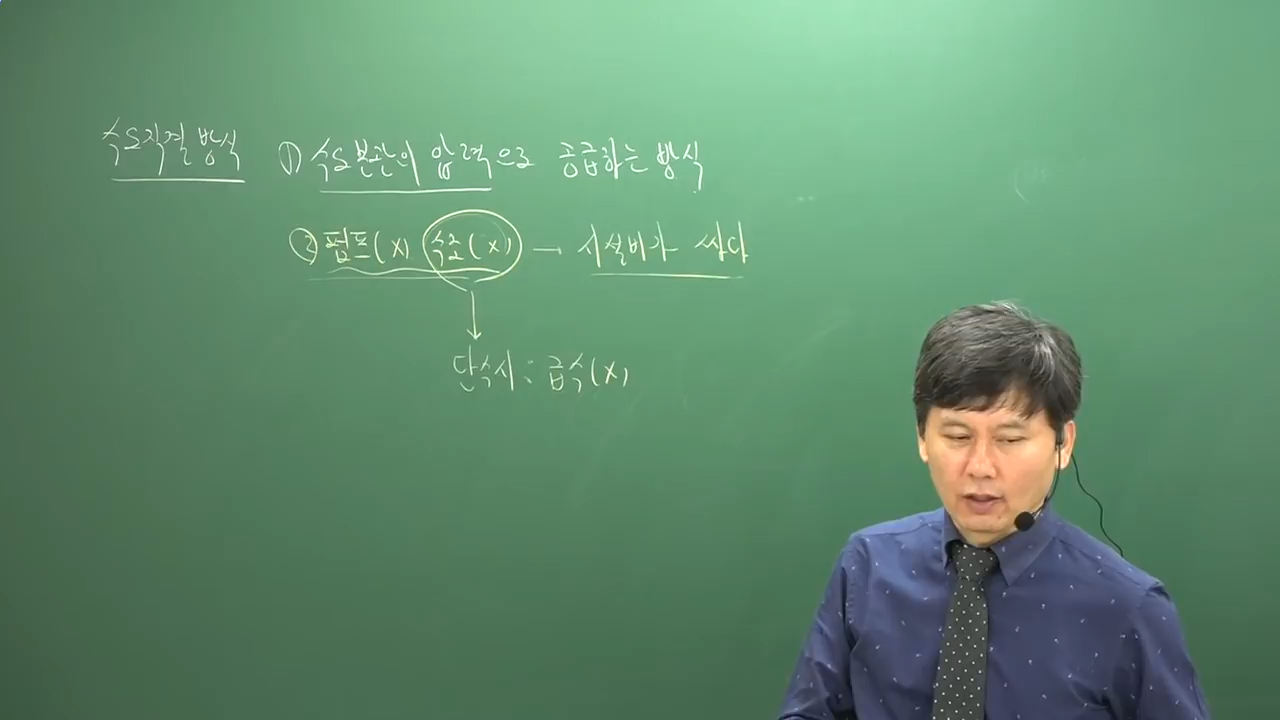 수도직결 방식 ① 수도본관의 압력으로 공급하는 방식
② 펌프(X) 수조(X) → 시설비가 싸다
단수시 : 급수(X)